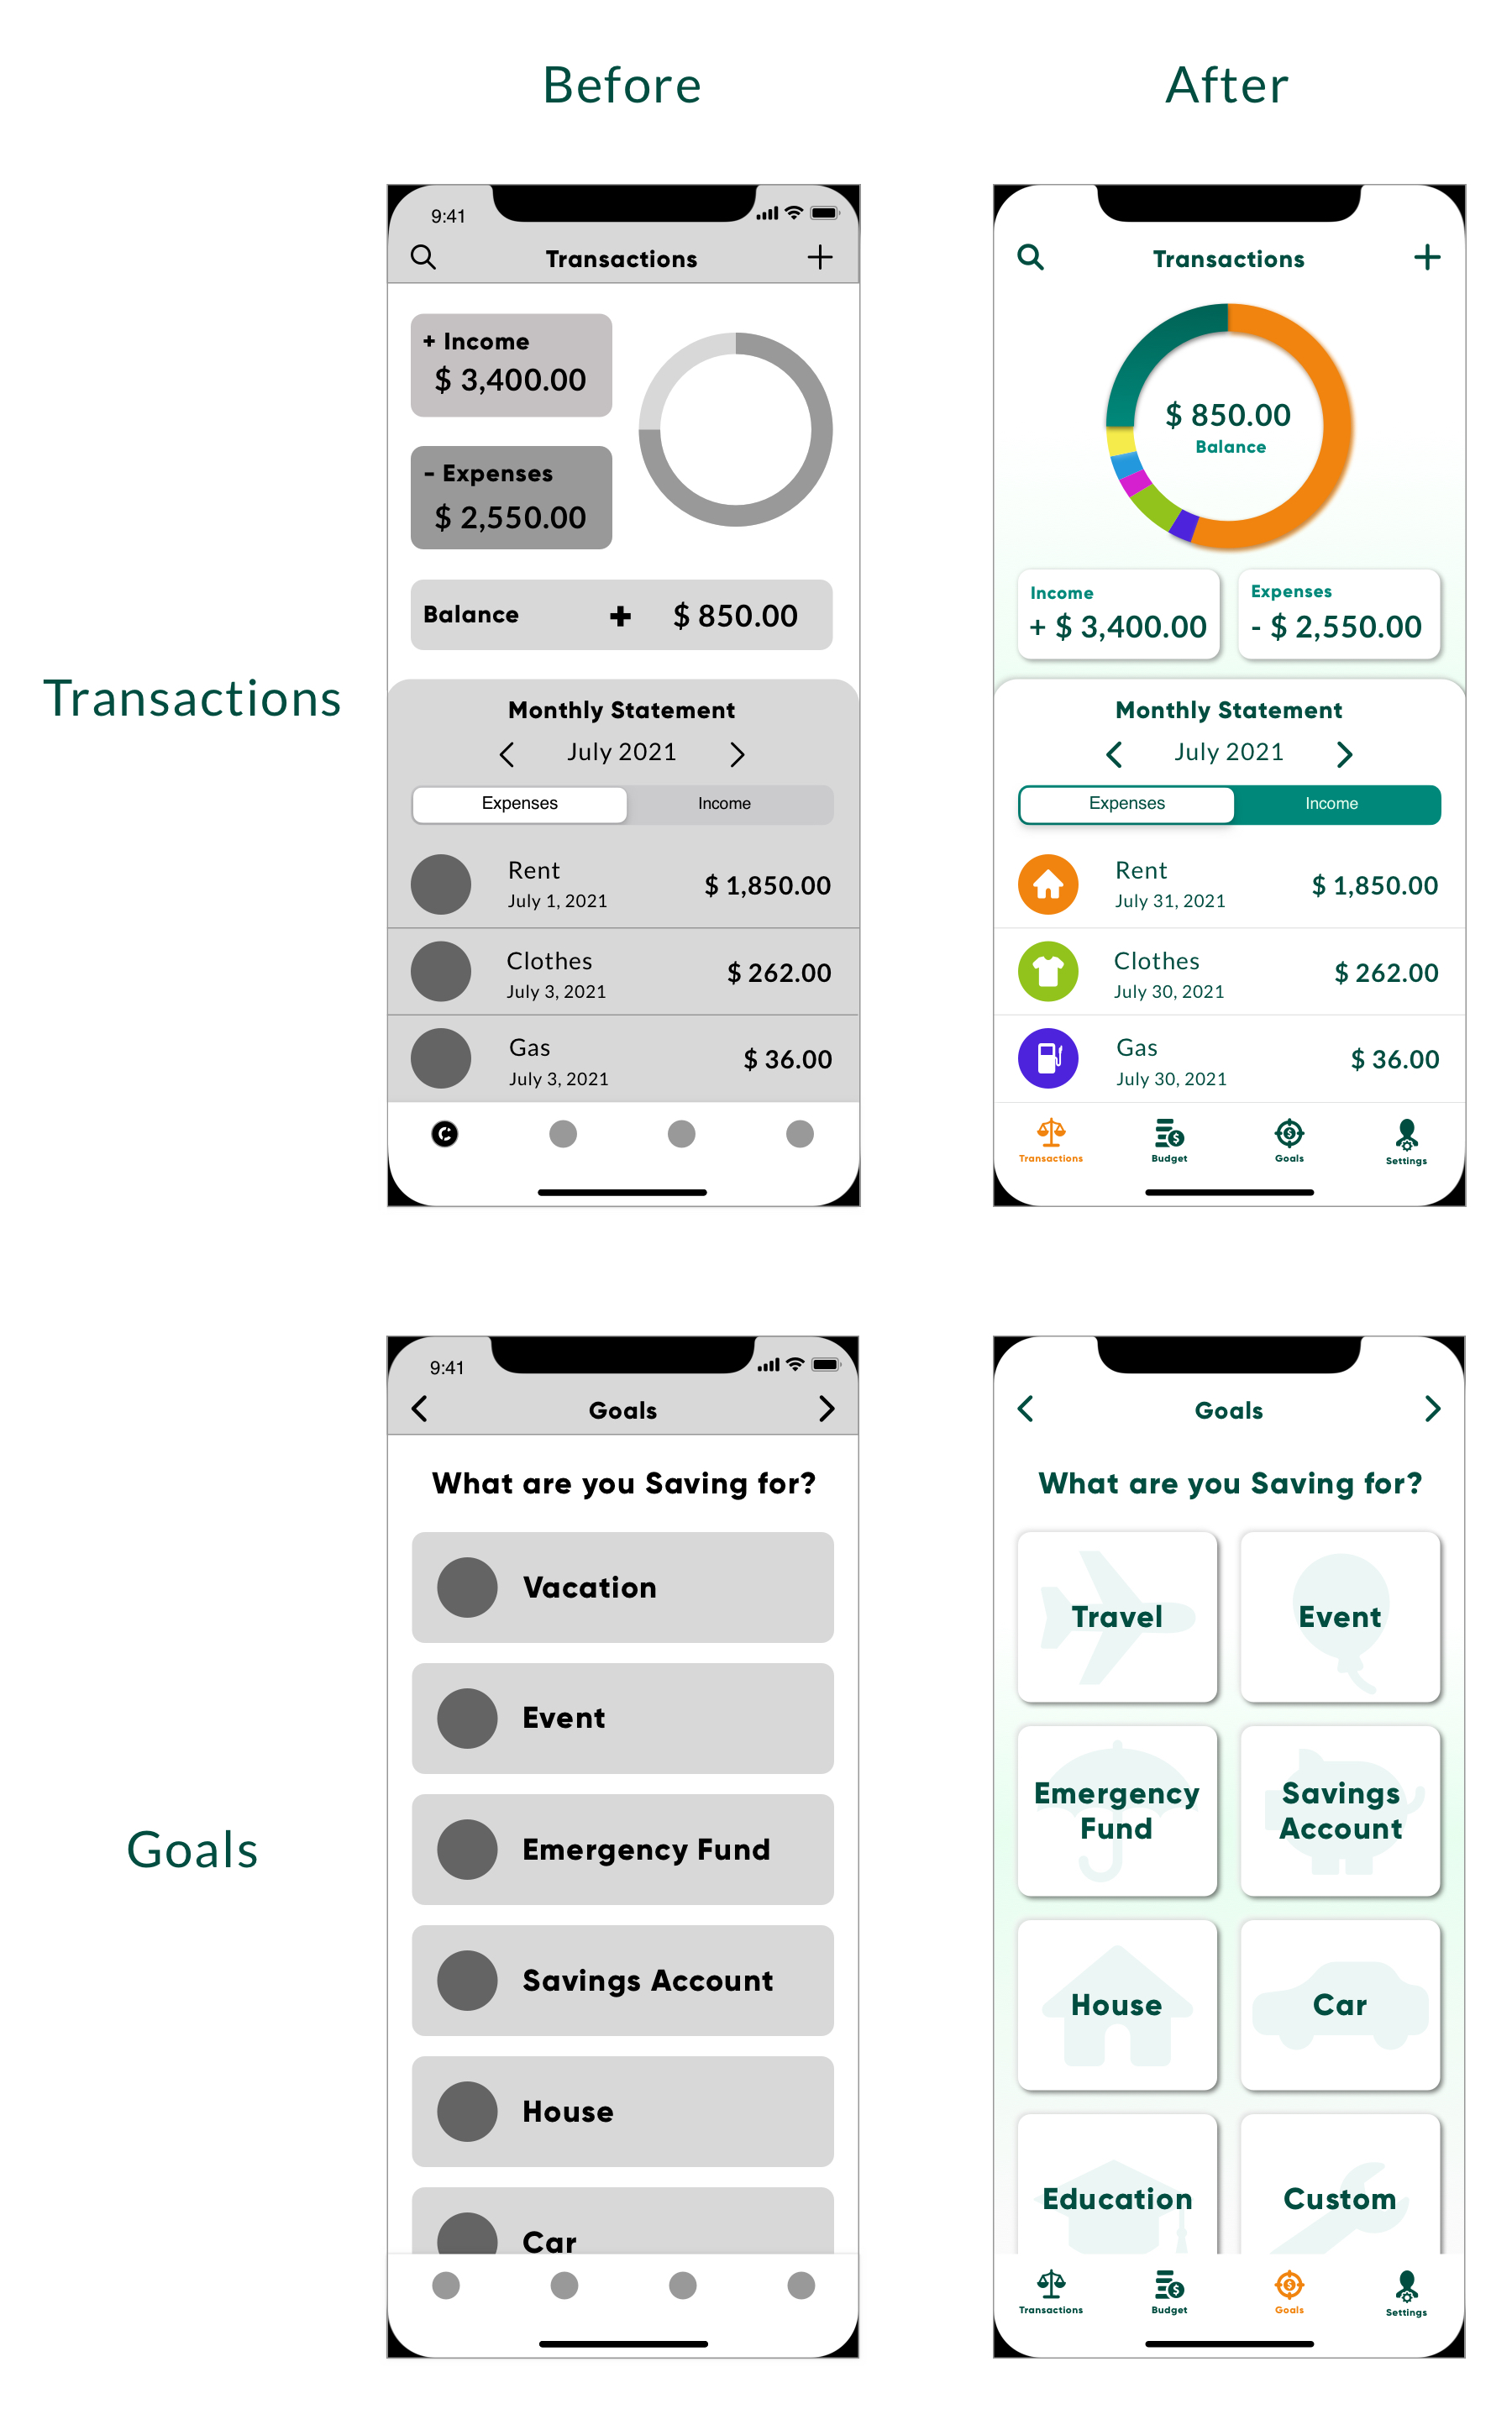 Before
After
Transactions
9:41
Transactions
+ Income
$ 3,400.00
- Expenses
$ 2,550.00
Balance + $ 850.00
Monthly Statement
July 2021
Expenses Income
Rent
July 1, 2021
$ 1,850.00
Clothes
July 3, 2021
$ 262.00
Gas
July 3, 2021
$ 36.00
Transactions
$ 850.00
Balance
Income
+ $ 3,400.00
Expenses
- $ 2,550.00
Monthly Statement
July 2021
Expenses Income
Rent
July 31, 2021
$ 1,850.00
Clothes
July 30, 2021
$ 262.00
Gas
July 30, 2021
$ 36.00
Transactions Budget Goals Settings
Goals
9:41
Goals
What are you Saving for?
Vacation
Event
Emergency Fund
Savings Account
House
Car
Goals
What are you Saving for?
Travel
Event
Emergency
Fund
Savings
Account
House
Car
Education
Custom
Transactions Budget Goals Settings